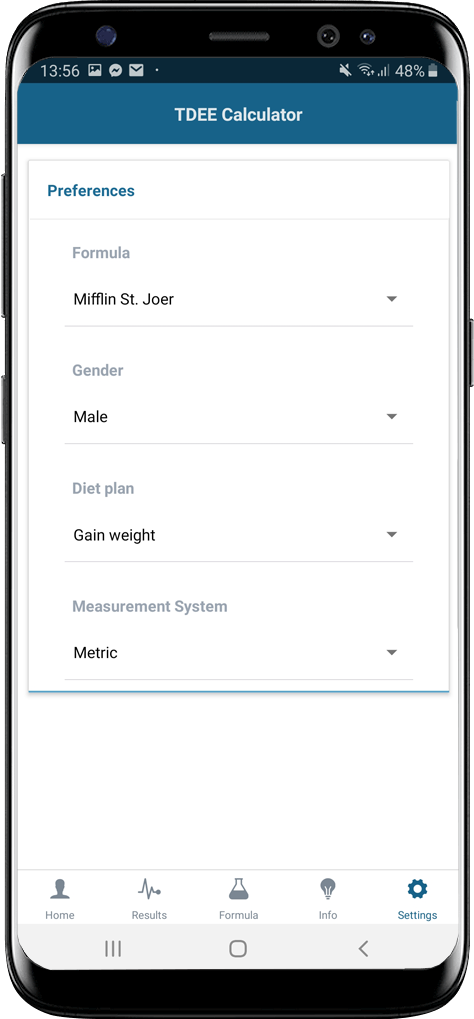 13:56 48%
TDEE Calculator
Preferences
Formula
Mifflin St. Joer
Gender
Male
Diet plan
Gain weight
Measurement System
Metric
Home Results Formula Info Settings